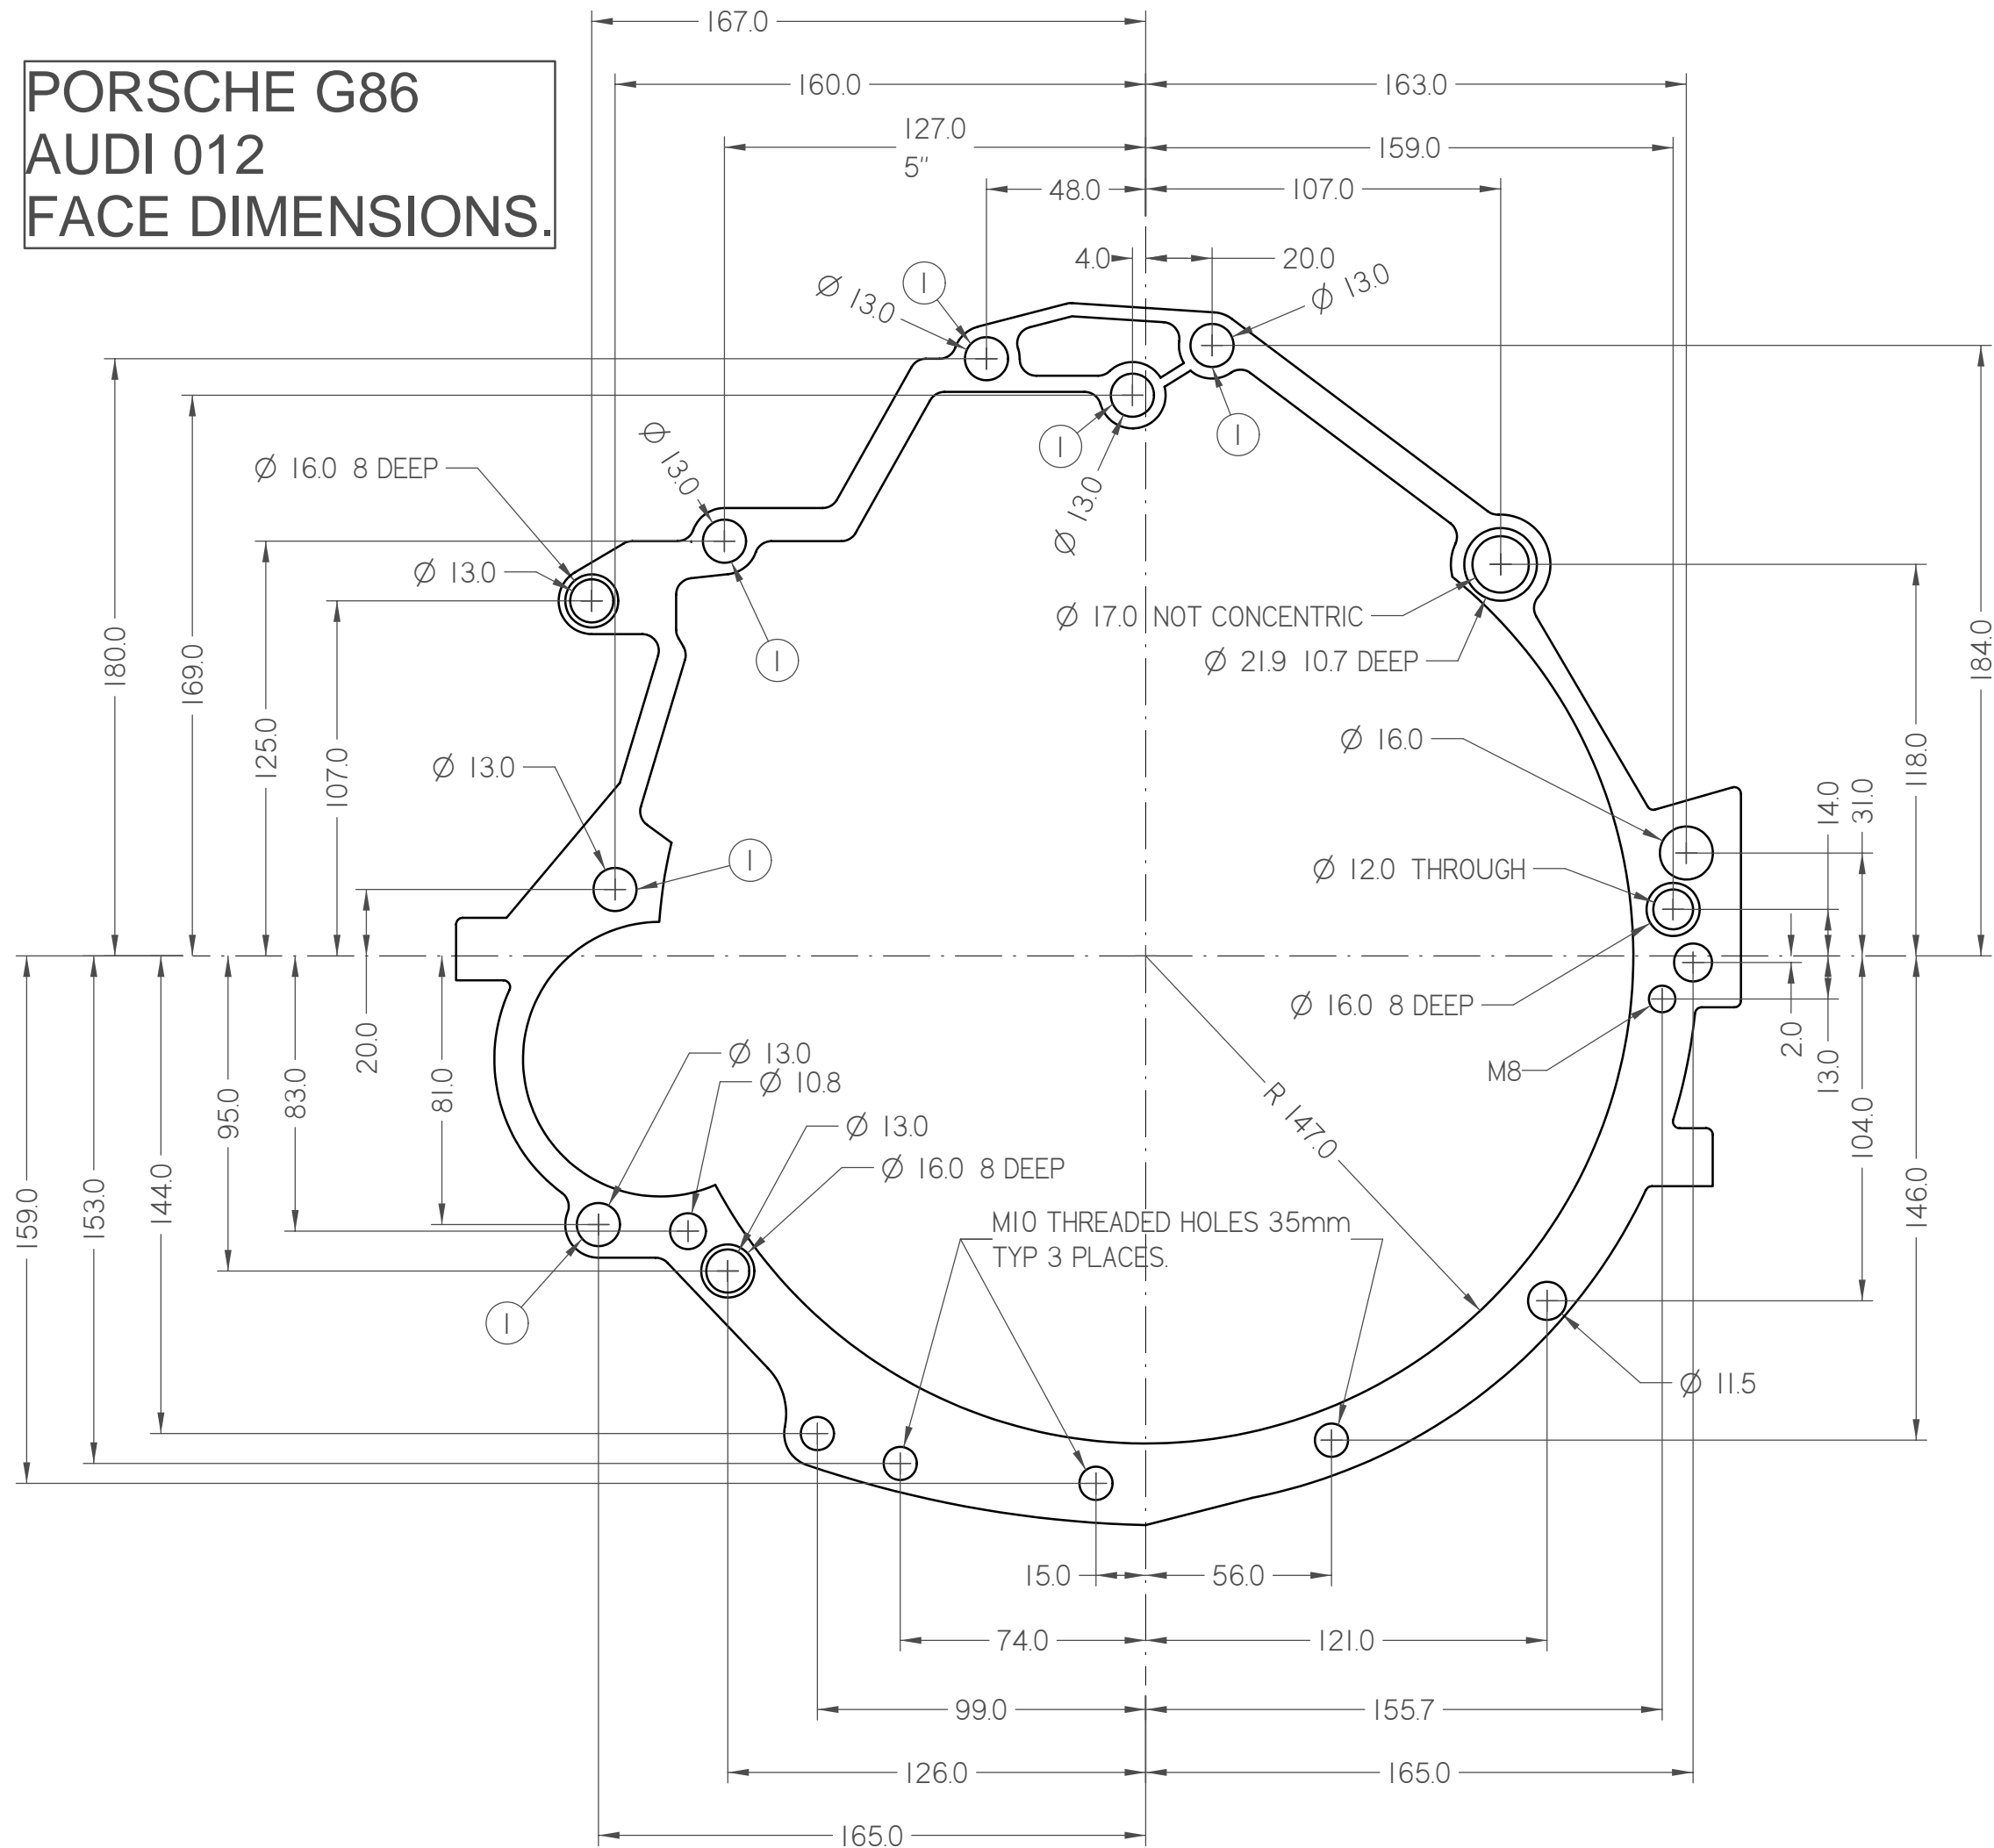 167.0
PORSCHE G86
AUDI 012
FACE DIMENSIONS.
160.0
163.0
127.0
5"
159.0
48.0
107.0
4.0
20.0
Ø 13.0
1
Ø 13.0
Ø 13.0
Ø 16.0 8 DEEP
1
1
Ø 13.0
Ø 13.0
Ø 17.0 NOT CONCENTRIC
Ø 21.9 10.7 DEEP
1
180.0
169.0
125.0
107.0
184.0
118.0
Ø 16.0
Ø 13.0
14.0
31.0
1
Ø 12.0 THROUGH
Ø 16.0 8 DEEP
20.0
2.0
13.0
M8
Ø 13.0
Ø 10.8
83.0
81.0
95.0
R 147.0
104.0
Ø 13.0
Ø 16.0 8 DEEP
159.0
153.0
144.0
146.0
M10 THREADED HOLES 35mm
TYP 3 PLACES.
1
Ø 11.5
15.0
56.0
74.0
121.0
99.0
155.7
126.0
165.0
165.0